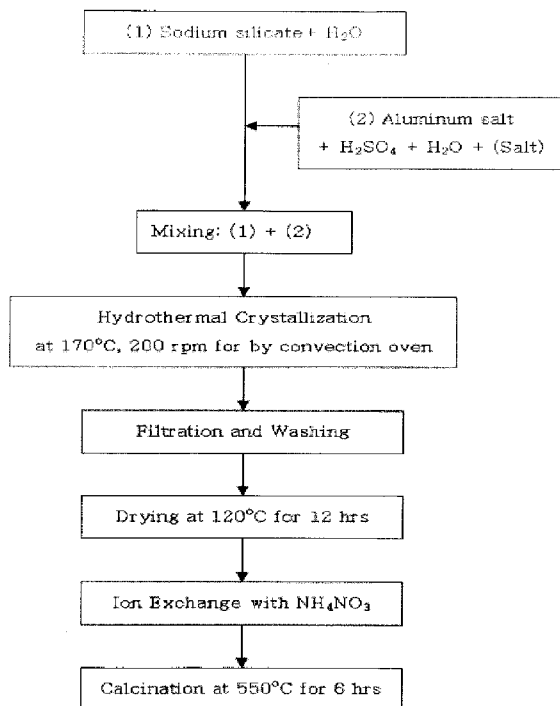 (1) Sodium silicate + H₂O
(2) Aluminum salt
+ H₂SO₄ + H₂O + (Salt)
Mixing: (1) + (2)
Hydrothermal Crystallization
at 170°C, 200 rpm for by convection oven
Filtration and Washing
Drying at 120°C for 12 hrs
Ion Exchange with NH₄NO₃
Calcination at 550°C for 6 hrs